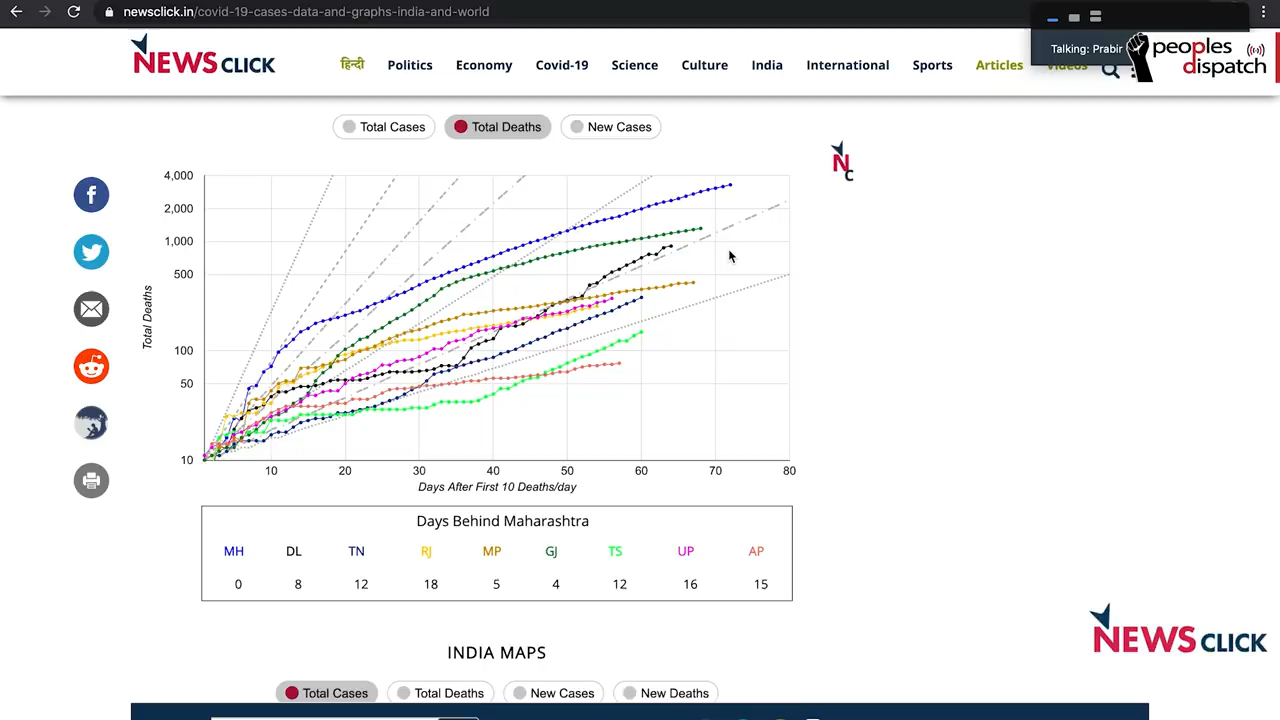 newsclick.in/covid-19-cases-data-and-graphs-india-and-world
Talking: Prabir
peoples dispatch
NEWS CLICK
हिन्दी Politics Economy Covid-19 Science Culture India International Sports Articles Videos
Total Cases Total Deaths New Cases
N
C
4,000
2,000
1,000
500
100
50
10
Total Deaths
10 20 30 40 50 60 70 80
Days After First 10 Deaths/day
Days Behind Maharashtra
MH DL TN RJ MP GJ TS UP AP
0 8 12 18 5 4 12 16 15
NEWS CLICK
INDIA MAPS
Total Cases Total Deaths New Cases New Deaths